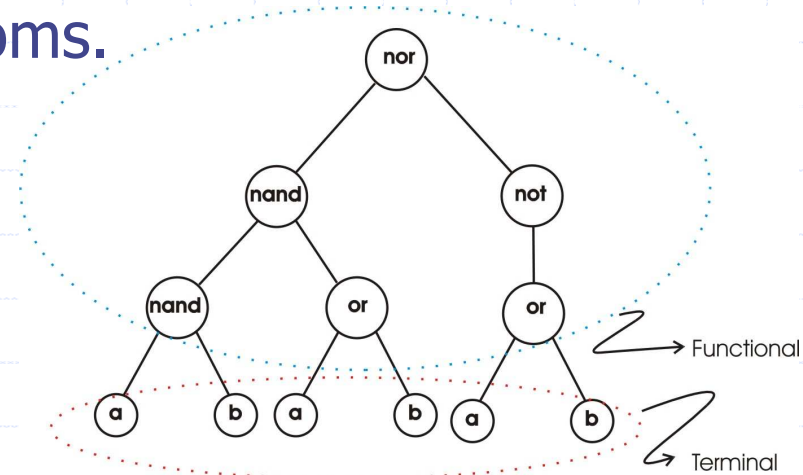 oms.
nor
nand not
nand or or
Functional
a b a b a b
Terminal